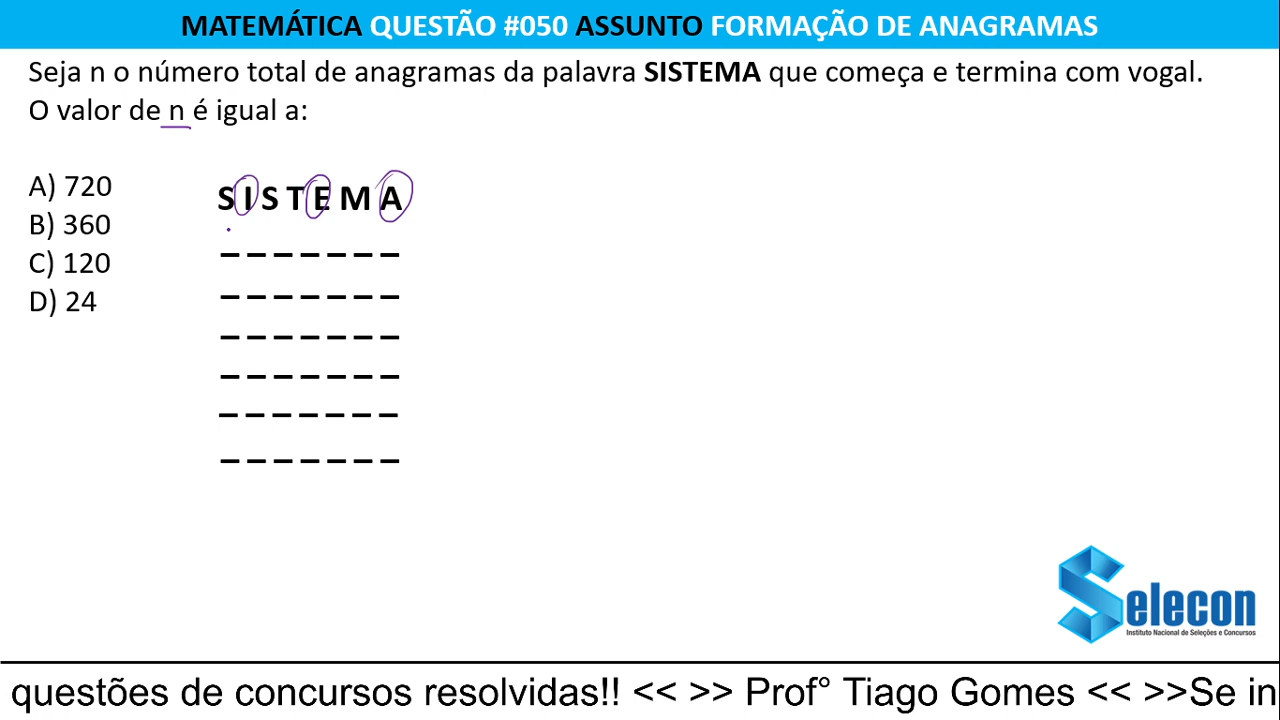 MATEMÁTICA QUESTÃO #050 ASSUNTO FORMAÇÃO DE ANAGRAMAS
Seja n o número total de anagramas da palavra SISTEMA que começa e termina com vogal.
O valor de n é igual a:
A) 720
B) 360
C) 120
D) 24
S I S T E M A
Selecon
Instituto Nacional de Seleções e Concursos
questões de concursos resolvidas!! << >> Prof° Tiago Gomes << >>Se in